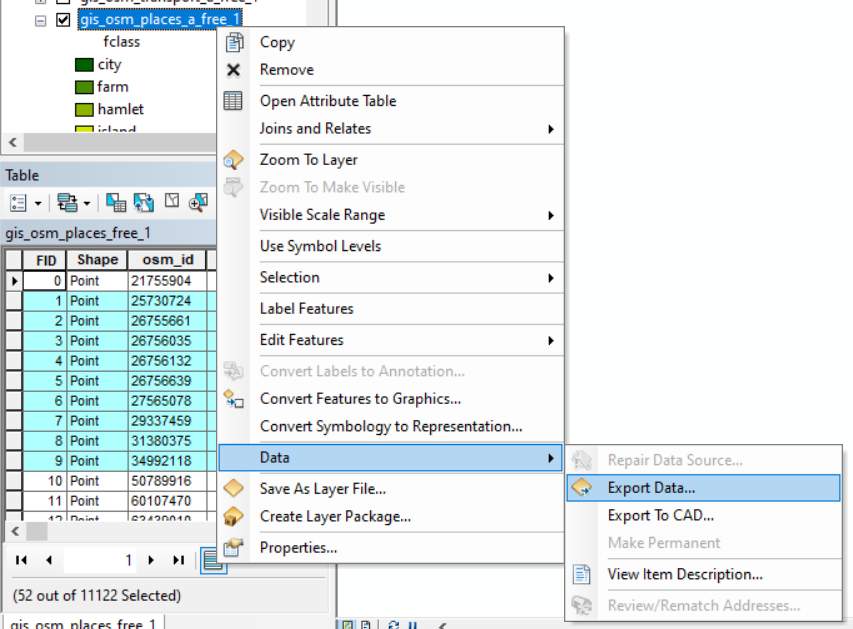 gis_osm_transport_a_free_1
gis_osm_places_a_free_1
fclass
city
farm
hamlet
island
Table
gis_osm_places_free_1
FID Shape osm_id
0 Point 21755904
1 Point 25730724
2 Point 26755661
3 Point 26756035
4 Point 26756132
5 Point 26756639
6 Point 27565078
7 Point 29337459
8 Point 31380375
9 Point 34992118
10 Point 50789916
11 Point 60107470
12 Point 63439010
1
(52 out of 11122 Selected)
gis_osm_places_free_1
Copy
Remove
Open Attribute Table
Joins and Relates
Zoom To Layer
Zoom To Make Visible
Visible Scale Range
Use Symbol Levels
Selection
Label Features
Edit Features
Convert Labels to Annotation...
Convert Features to Graphics...
Convert Symbology to Representation...
Data
Save As Layer File...
Create Layer Package...
Properties...
Repair Data Source...
Export Data...
Export To CAD...
Make Permanent
View Item Description...
Review/Rematch Addresses...